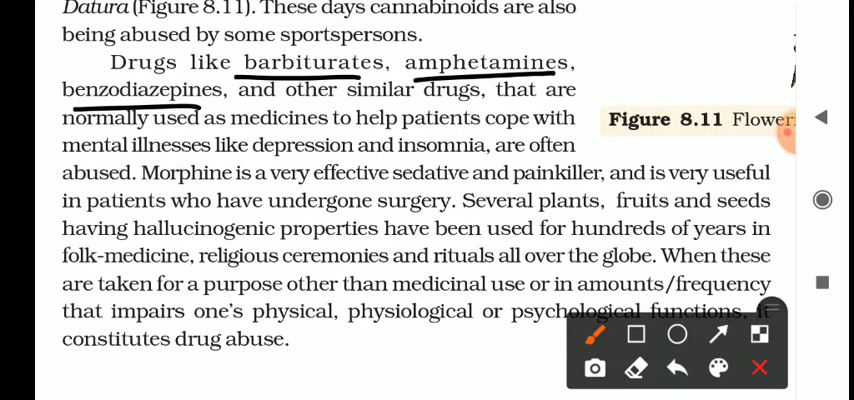 Datura (Figure 8.11). These days cannabinoids are also
being abused by some sportspersons.
Drugs like barbiturates, amphetamines,
benzodiazepines, and other similar drugs, that are
normally used as medicines to help patients cope with
mental illnesses like depression and insomnia, are often
abused. Morphine is a very effective sedative and painkiller, and is very useful
in patients who have undergone surgery. Several plants, fruits and seeds
having hallucinogenic properties have been used for hundreds of years in
folk-medicine, religious ceremonies and rituals all over the globe. When these
are taken for a purpose other than medicinal use or in amounts/frequency
that impairs one's physical, physiological or psychological functions, it
constitutes drug abuse.
Figure 8.11 Flower